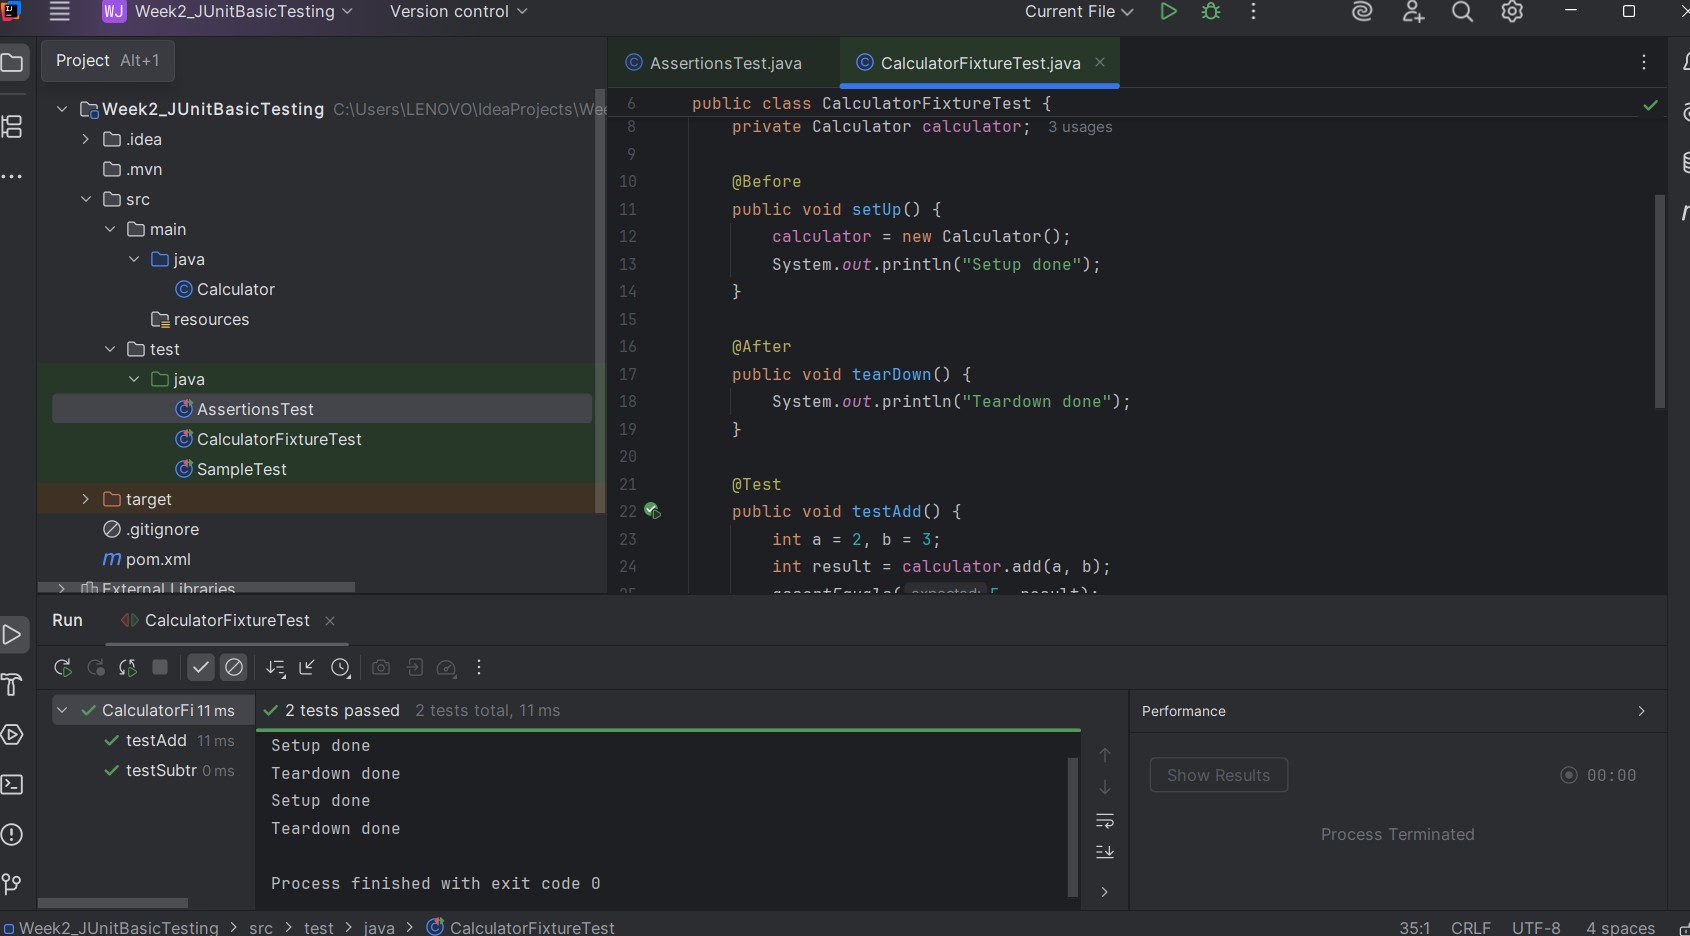 WJ Week2_JUnitBasicTesting Version control Current File
Project Alt+1
Week2_JUnitBasicTesting C:\Users\LENOVO\IdeaProjects\We
.idea
.mvn
src
main
java
Calculator
resources
test
java
AssertionsTest
CalculatorFixtureTest
SampleTest
target
.gitignore
pom.xml
External Libraries
AssertionsTest.java CalculatorFixtureTest.java
6 public class CalculatorFixtureTest {
8 private Calculator calculator; 3 usages
9
10 @Before
11 public void setUp() {
12 calculator = new Calculator();
13 System.out.println("Setup done");
14 }
15
16 @After
17 public void tearDown() {
18 System.out.println("Teardown done");
19 }
20
21 @Test
22 public void testAdd() {
23 int a = 2, b = 3;
24 int result = calculator.add(a, b);
25 assertEquals( expected: 5, result);
Run CalculatorFixtureTest
CalculatorFi 11 ms
testAdd 11 ms
testSubtr 0 ms
2 tests passed 2 tests total, 11 ms
Setup done
Teardown done
Setup done
Teardown done
Process finished with exit code 0
Performance
Show Results 00:00
Process Terminated
Week2_JUnitBasicTesting > src > test > java > CalculatorFixtureTest 35:1 CRLF UTF-8 4 spaces